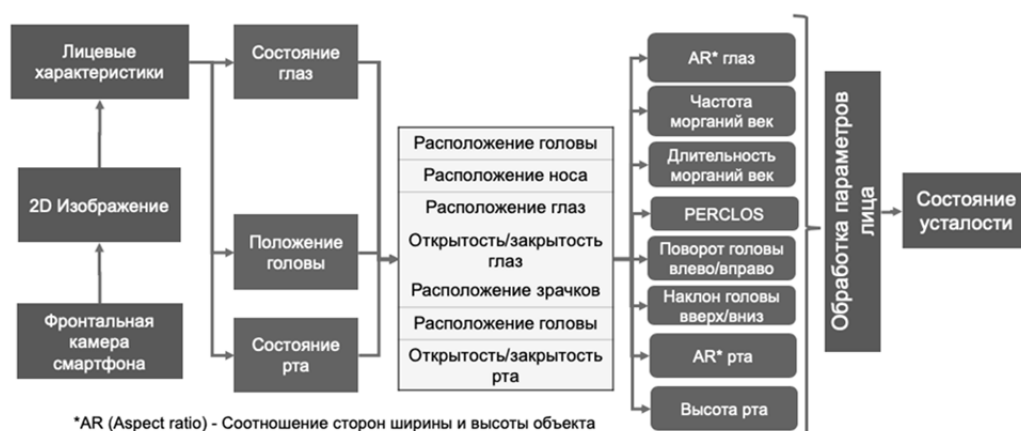 Лицевые
характеристики
2D Изображение
Фронтальная
камера
смартфона
Состояние
глаз
Положение
головы
Состояние
рта
Расположение головы
Расположение носа
Расположение глаз
Открытость/закрытость
глаз
Расположение зрачков
Расположение головы
Открытость/закрытость
рта
AR* глаз
Частота
морганий век
Длительность
морганий век
PERCLOS
Поворот головы
влево/вправо
Наклон головы
вверх/вниз
AR* рта
Высота рта
Обработка параметров
лица
Состояние
усталости
*AR (Aspect ratio) - Соотношение сторон ширины и высоты объекта